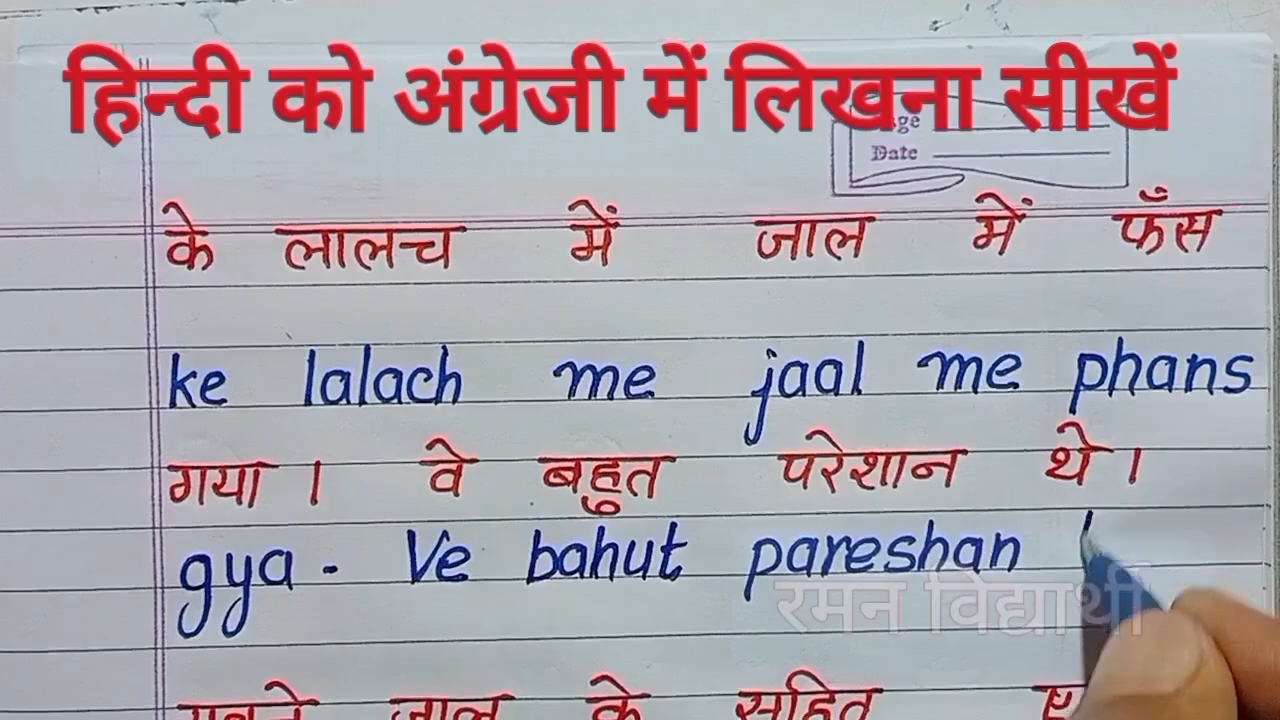 हिन्दी को अंग्रेजी में लिखना सीखें
Date
के लालच में जाल में फँस
ke lalach me jaal me phans
गया । वे बहुत परेशान थे ।
gya - Ve bahut pareshan
रमन विद्यार्थी
जाल के सहित